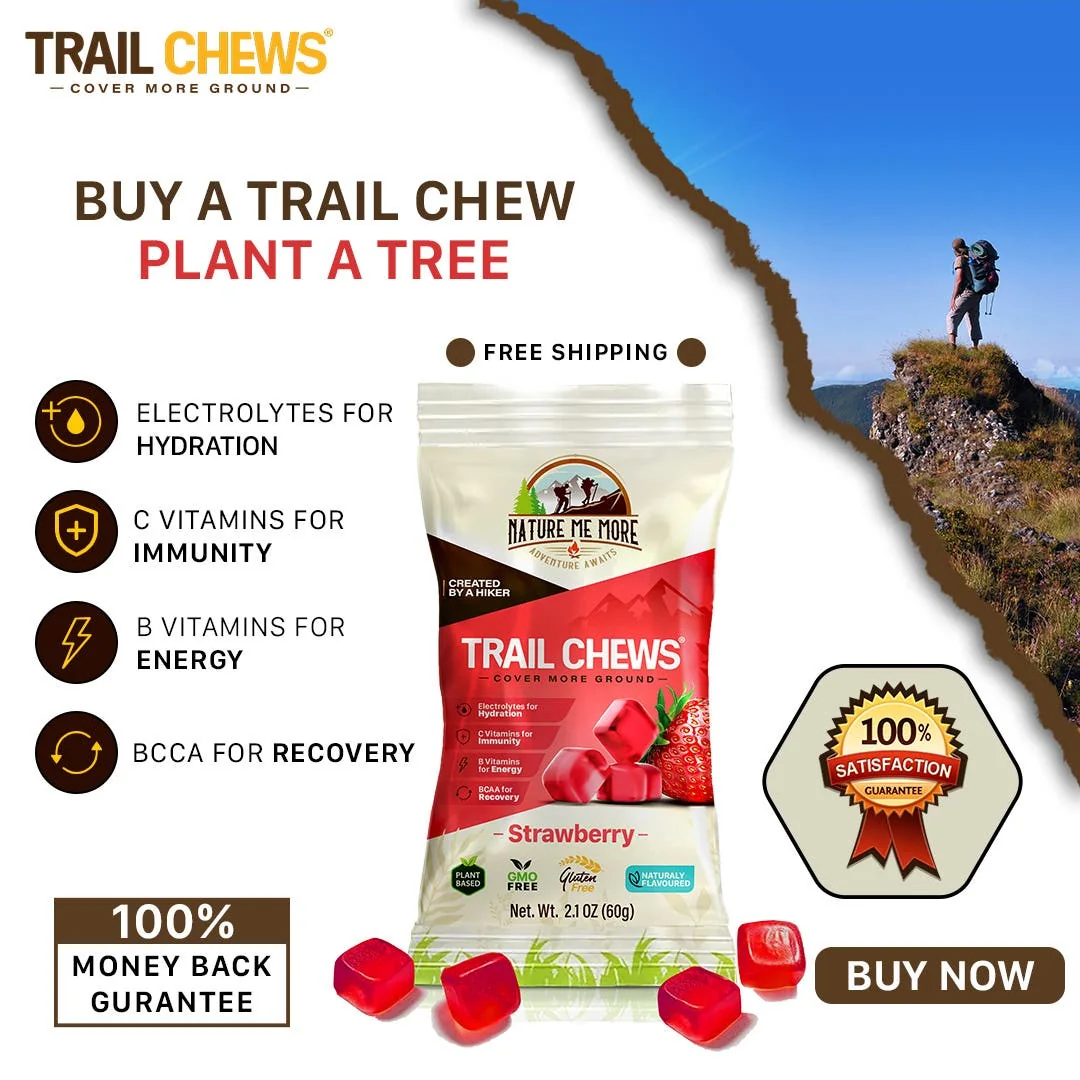 TRAIL CHEWS®
— COVER MORE GROUND —
BUY A TRAIL CHEW
PLANT A TREE
FREE SHIPPING
ELECTROLYTES FOR
HYDRATION
C VITAMINS FOR
IMMUNITY
B VITAMINS FOR
ENERGY
BCCA FOR RECOVERY
100%
MONEY BACK
GURANTEE
NATURE ME MORE
ADVENTURE AWAITS
CREATED
BY A HIKER
TRAIL CHEWS®
— COVER MORE GROUND —
Electrolytes for
Hydration
C Vitamins for
Immunity
B Vitamins
for Energy
BCAA for
Recovery
– Strawberry –
PLANT
BASED
GMO
FREE
Gluten
Free
NATURALY
FLAVOURED
Net. Wt. 2.1 OZ (60g)
100%
SATISFACTION
GUARANTEE
BUY NOW